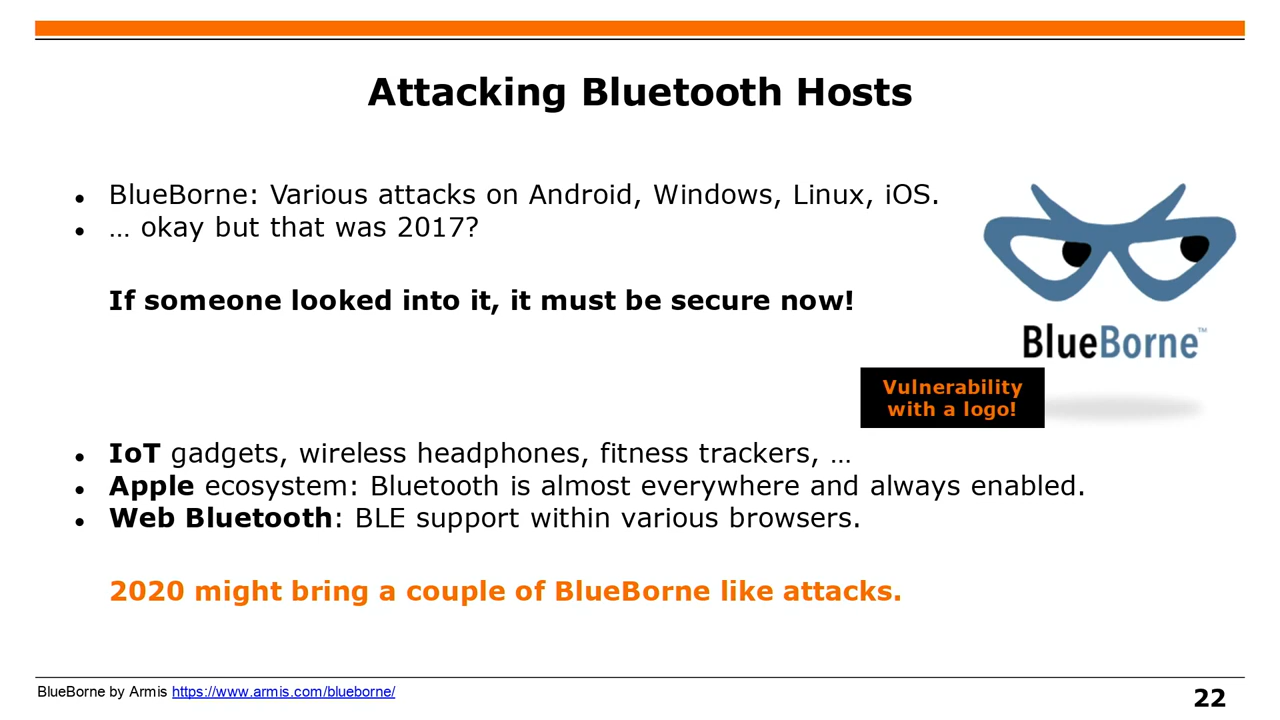 Attacking Bluetooth Hosts
● BlueBorne: Various attacks on Android, Windows, Linux, iOS.
● … okay but that was 2017?
If someone looked into it, it must be secure now!
BlueBorne™
Vulnerability
with a logo!
● IoT gadgets, wireless headphones, fitness trackers, …
● Apple ecosystem: Bluetooth is almost everywhere and always enabled.
● Web Bluetooth: BLE support within various browsers.
2020 might bring a couple of BlueBorne like attacks.
BlueBorne by Armis https://www.armis.com/blueborne/
22